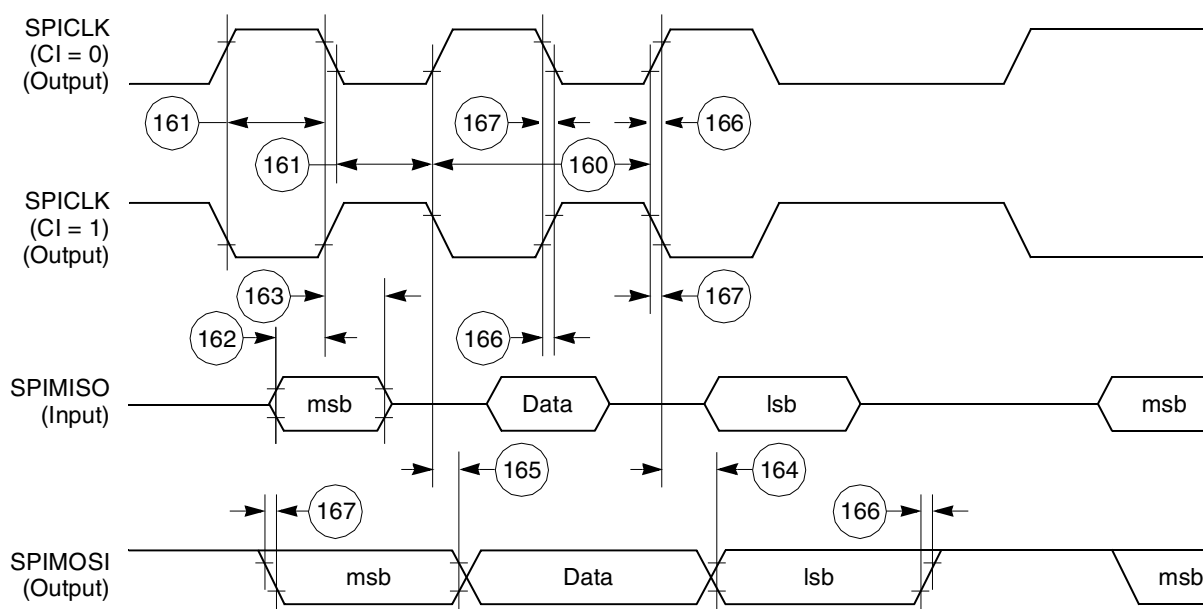 SPICLK
(CI = 0)
(Output)
161
167
166
161
160
SPICLK
(CI = 1)
(Output)
163
167
162
166
SPIMISO
(Input)
msb
Data
lsb
msb
165
164
167
166
SPIMOSI
(Output)
msb
Data
lsb
msb